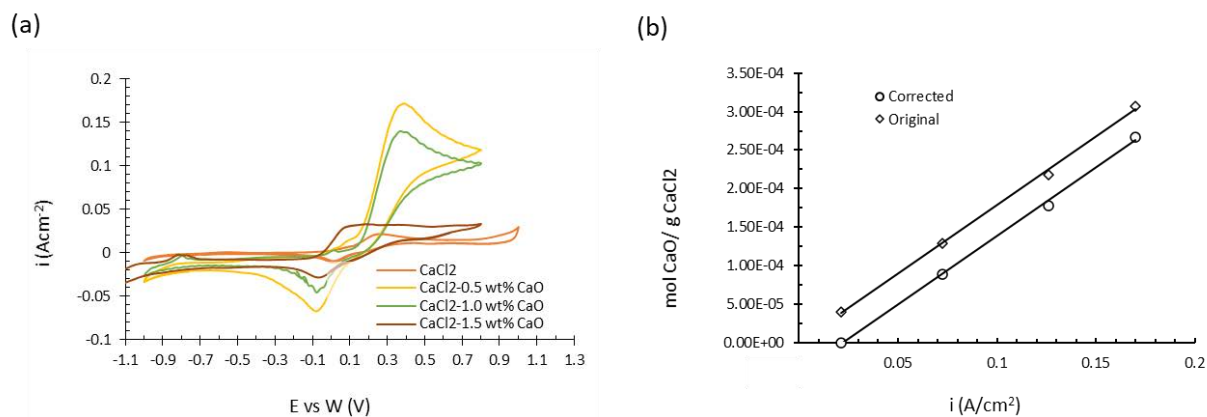 (a)
i (Acm-2)
0.2
0.15
0.1
0.05
0
-0.05
-0.1
-1.1 -0.9 -0.7 -0.5 -0.3 -0.1 0.1 0.3 0.5 0.7 0.9 1.1 1.3
E vs W (V)
CaCl2
CaCl2-0.5 wt% CaO
CaCl2-1.0 wt% CaO
CaCl2-1.5 wt% CaO
(b)
mol CaO/ g CaCl2
3.50E-04
3.00E-04
2.50E-04
2.00E-04
1.50E-04
1.00E-04
5.00E-05
0.00E+00
Corrected
Original
0.05 0.1 0.15 0.2
i (A/cm2)